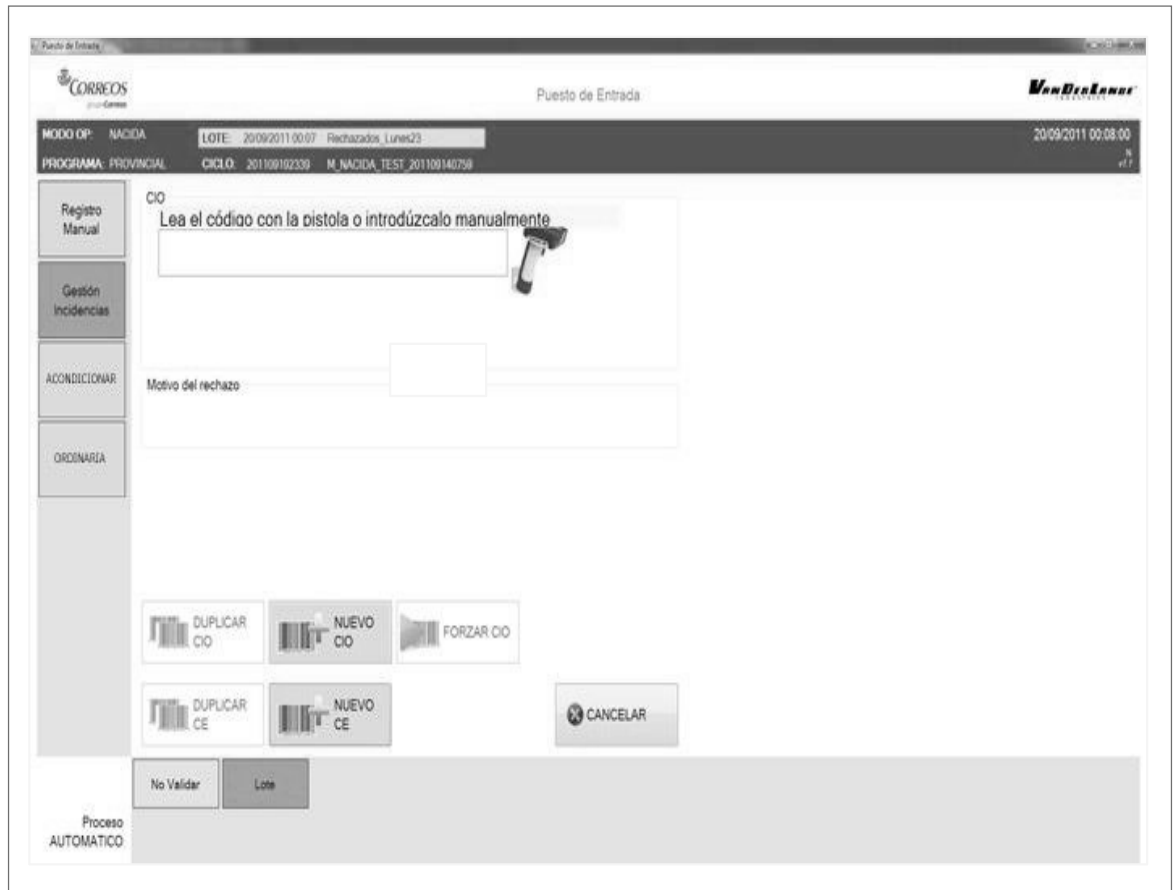 Puesto de Entrada
CORREOS
grupo Correos
Puesto de Entrada
VANDERLANDE
INDUSTRIES
MODO OP: NACIDA
LOTE: 20/09/2011 00:07 Rechazados_Lunes23
20/09/2011 00:08:00
PROGRAMA: PROVINCIAL
CICLO: 201109192339 M_NACIDA_TEST_201109140759
N
Registro
Manual
CIO
Lea el código con la pistola o introdúzcalo manualmente
Gestión
Incidencias
ACONDICIONAR
Motivo del rechazo
ORDINARIA
DUPLICAR
CIO
NUEVO
CIO
FORZAR CIO
DUPLICAR
CE
NUEVO
CE
CANCELAR
No Validar
Lote
Proceso
AUTOMATICO